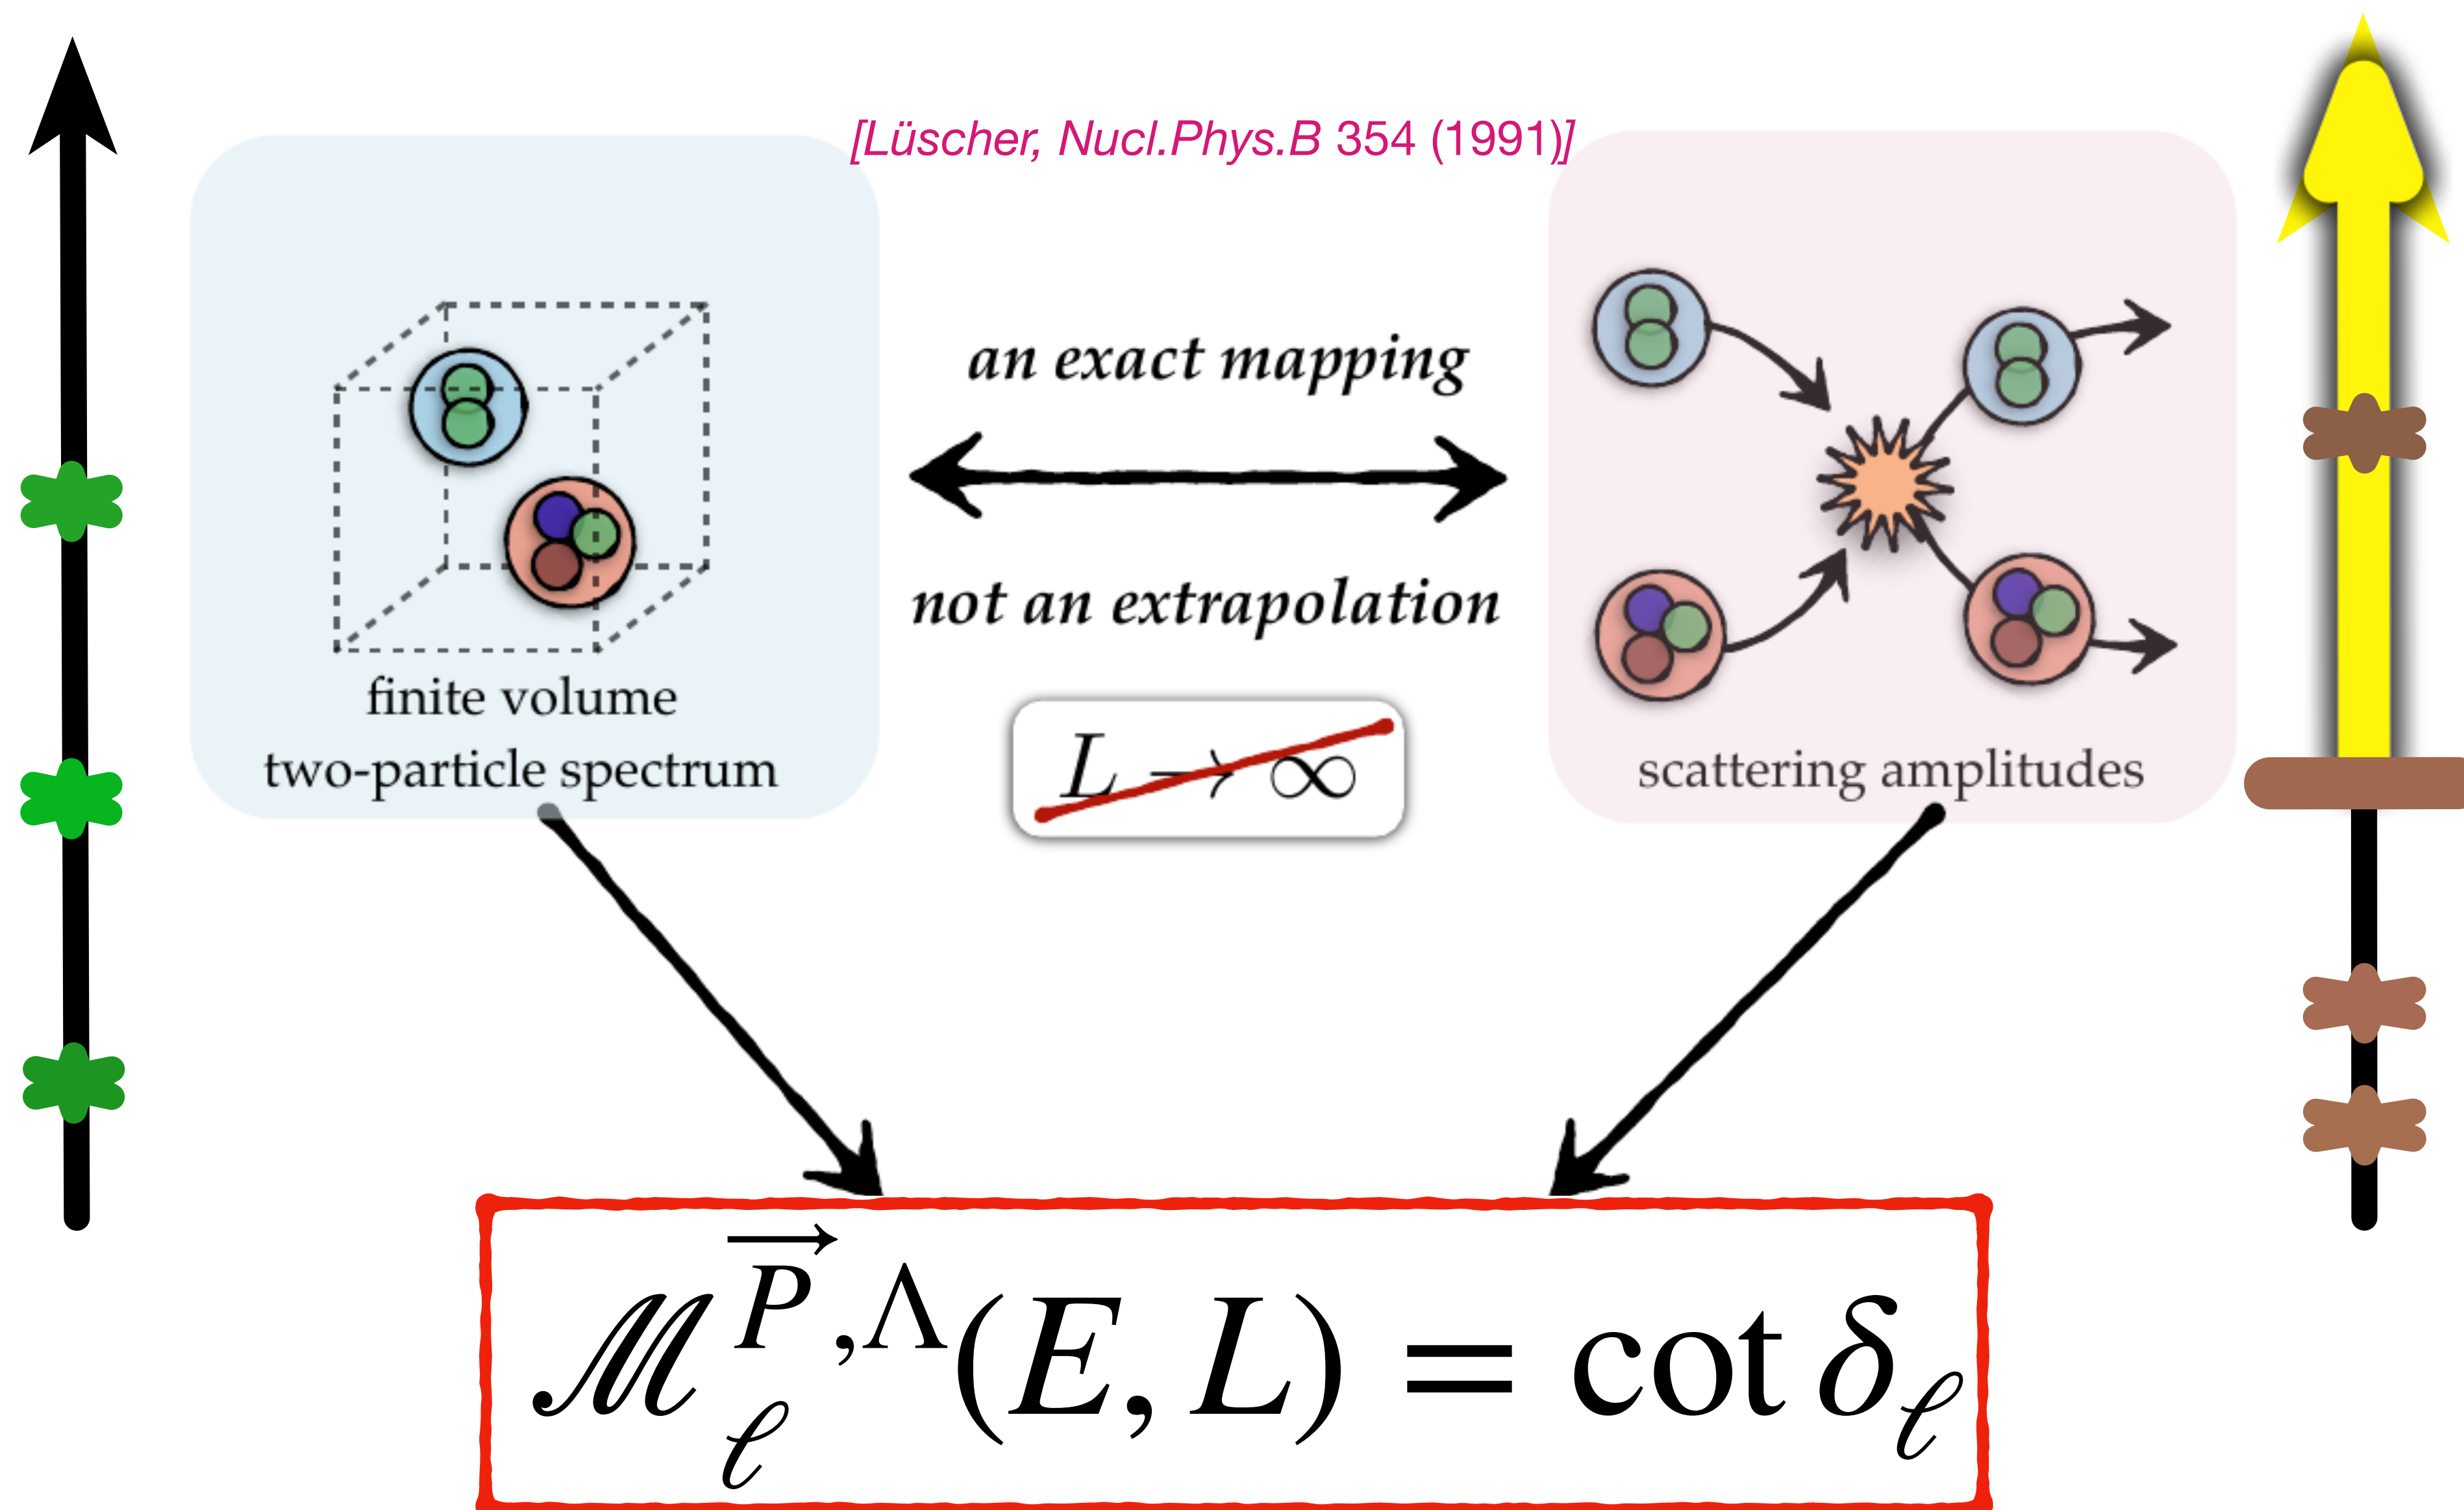 [Lüscher, Nucl.Phys.B 354 (1991)]
an exact mapping
not an extrapolation
L → ∞
finite volume
two-particle spectrum
scattering amplitudes
ℳ_ℓ^{\overrightarrow{P},Λ}(E, L) = cot δ_ℓ